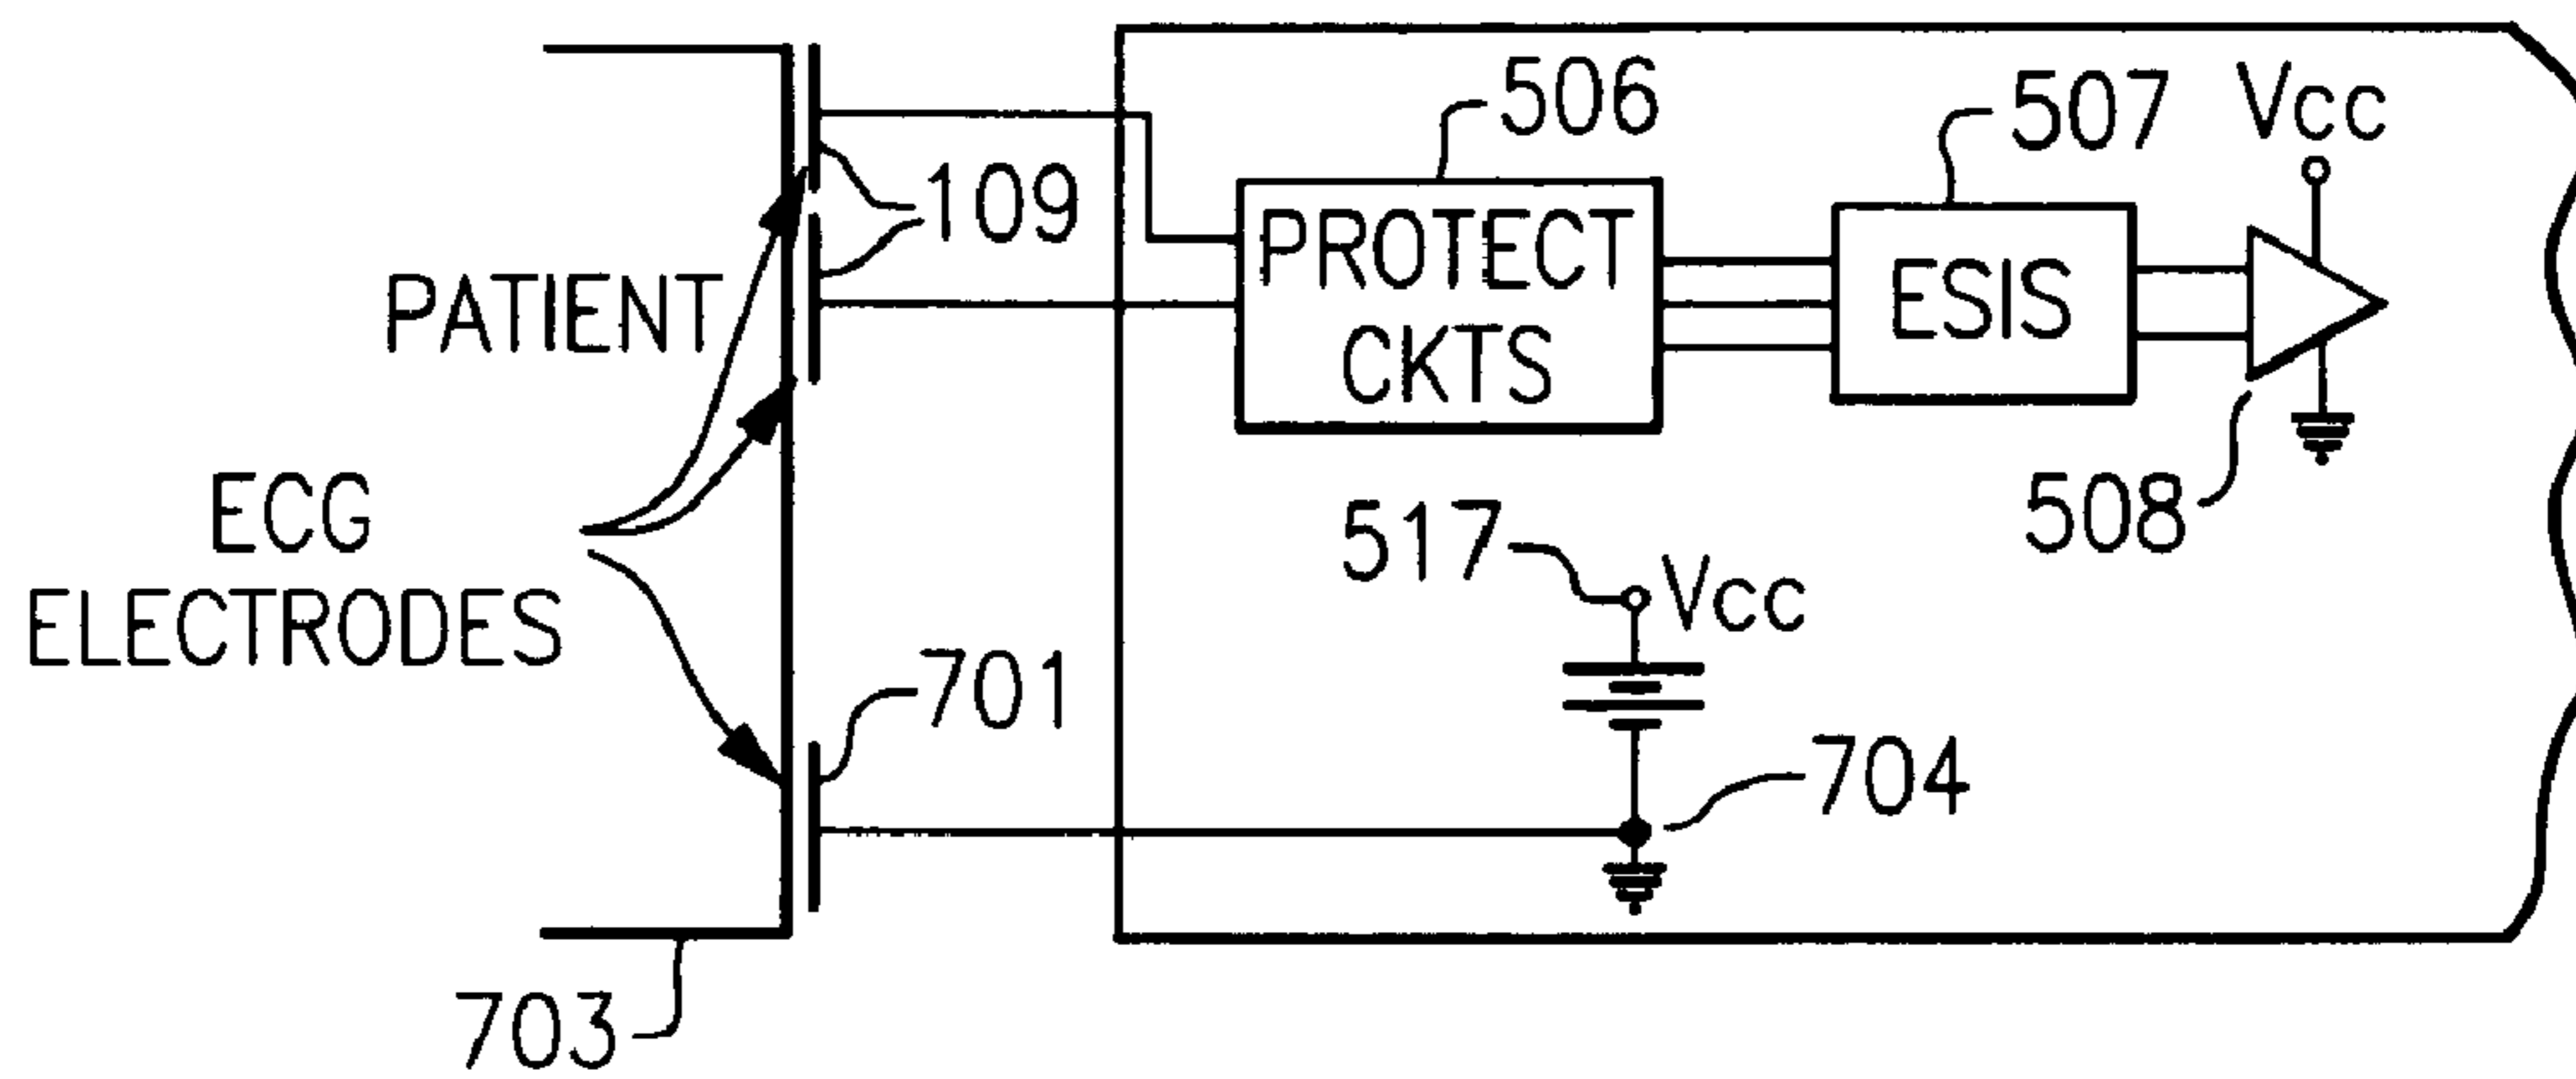 506
507
Vcc
109
PROTECT
CKTS
ESIS
PATIENT
508
ECG
ELECTRODES
517
Vcc
701
704
703